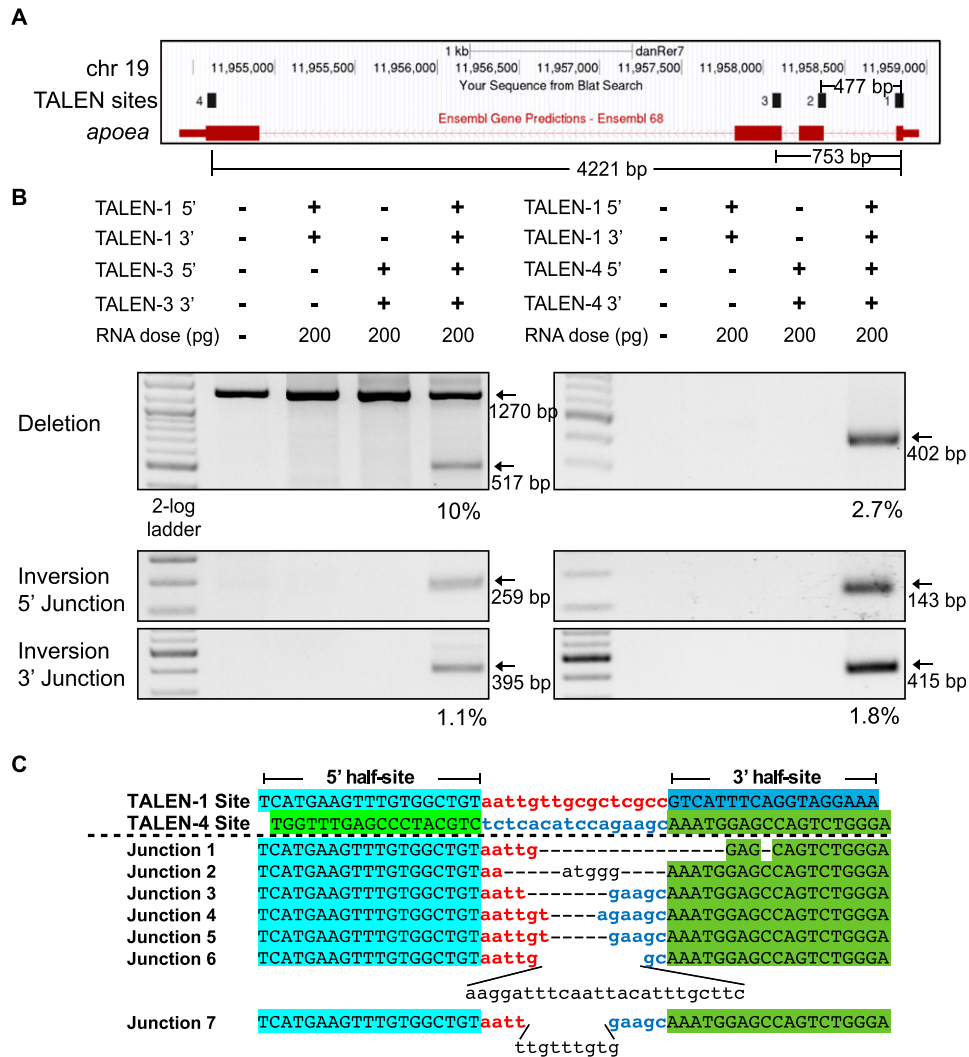 A
1 kb danRer7
chr 19 11,955,000 11,955,500 11,956,000 11,956,500 11,957,000 11,957,500 11,958,000 11,958,500 11,959,000
Your Sequence from Blat Search
TALEN sites 4 3 2 477 bp 1
Ensembl Gene Predictions - Ensembl 68
apoea
753 bp
4221 bp
B
TALEN-1 5’ - + - + TALEN-1 5’ - + - +
TALEN-1 3’ - + - + TALEN-1 3’ - + - +
TALEN-3 5’ - - + + TALEN-4 5’ - - + +
TALEN-3 3’ - - + + TALEN-4 3’ - - + +
RNA dose (pg) - 200 200 200 RNA dose (pg) - 200 200 200
Deletion 1270 bp 402 bp
517 bp
2-log ladder 10% 2.7%
Inversion 5’ Junction 259 bp 143 bp
Inversion 3’ Junction 395 bp 415 bp
1.1% 1.8%
C
5’ half-site 3’ half-site
TALEN-1 Site TCATGAAGTTTGTGGCTGTaattgttgcgctcgccGTCATTTCAGGTAGGAAA
TALEN-4 Site TGGTTTGAGCCCTACGTCtctcacatccagaagcAAATGGAGCCAGTCTGGGA
Junction 1 TCATGAAGTTTGTGGCTGTaattg----------------GAG-CAGTCTGGGA
Junction 2 TCATGAAGTTTGTGGCTGTaa-----atggg----AAATGGAGCCAGTCTGGGA
Junction 3 TCATGAAGTTTGTGGCTGTaatt-------gaagcAAATGGAGCCAGTCTGGGA
Junction 4 TCATGAAGTTTGTGGCTGTaattgt----agaagcAAATGGAGCCAGTCTGGGA
Junction 5 TCATGAAGTTTGTGGCTGTaattgt-----gaagcAAATGGAGCCAGTCTGGGA
Junction 6 TCATGAAGTTTGTGGCTGTaattg gcAAATGGAGCCAGTCTGGGA
aaggatttcaattacatttgcttc
Junction 7 TCATGAAGTTTGTGGCTGTaatt gaagcAAATGGAGCCAGTCTGGGA
ttgtttgtg